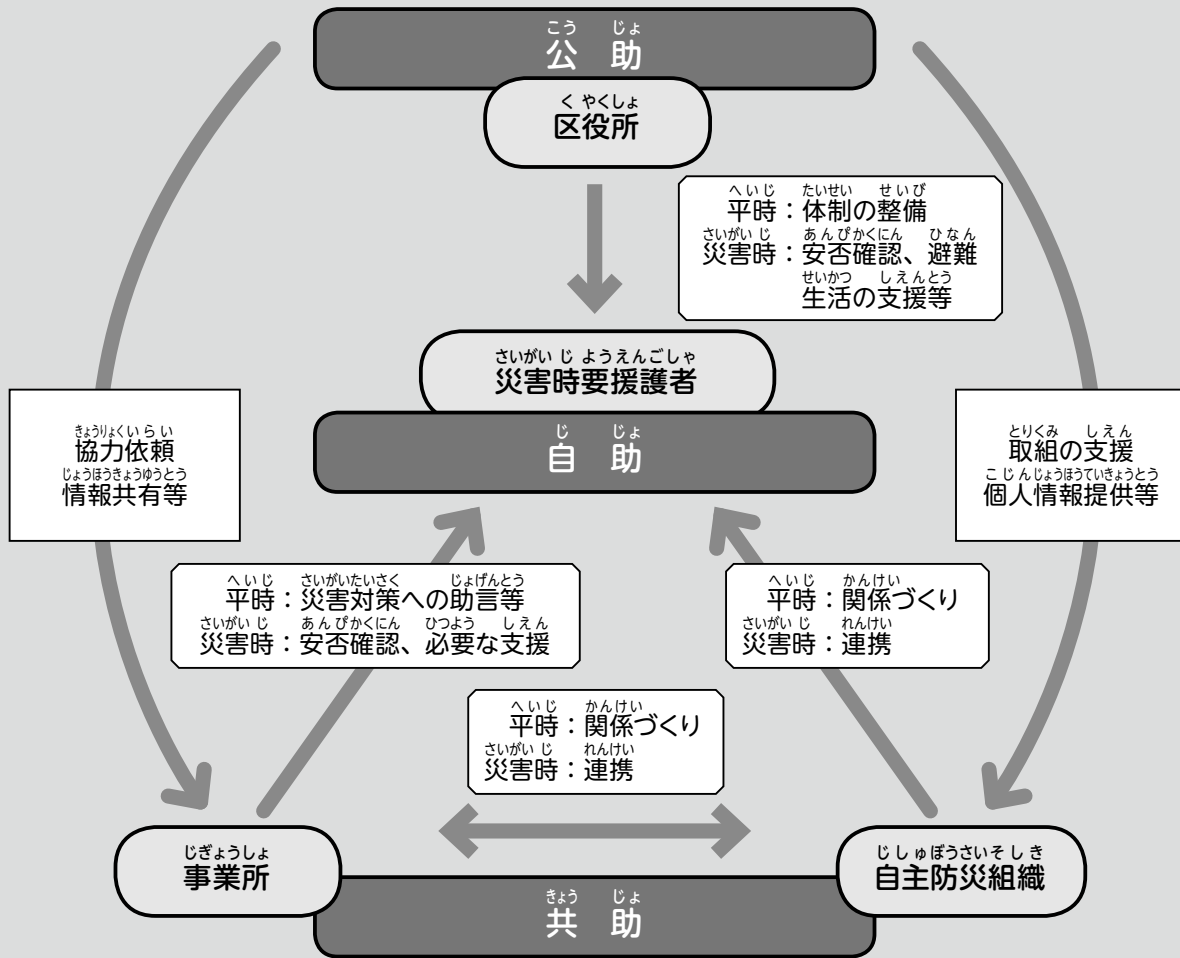 こう じょ
公 助
く やくしょ
区役所
へいじ たいせい せいび
平時：体制の整備
さいがい じ あんぴかくにん ひなん
災害時：安否確認、避難
せいかつ しえんとう
生活の支援等
さいがい じ ようえんごしゃ
災害時要援護者
じ じょ
自 助
きょうりょくいらい
協力依頼
じょうほうきょうゆうとう
情報共有等
とりくみ しえん
取組の支援
こじんじょうほうていきょうとう
個人情報提供等
へいじ さいがいたいさく じょげんとう
平時：災害対策への助言等
さいがい じ あんぴかくにん ひつよう しえん
災害時：安否確認、必要な支援
へいじ かんけい
平時：関係づくり
さいがい じ れんけい
災害時：連携
へいじ かんけい
平時：関係づくり
さいがい じ れんけい
災害時：連携
じぎょうしょ
事業所
じしゅぼうさいそしき
自主防災組織
きょう じょ
共 助